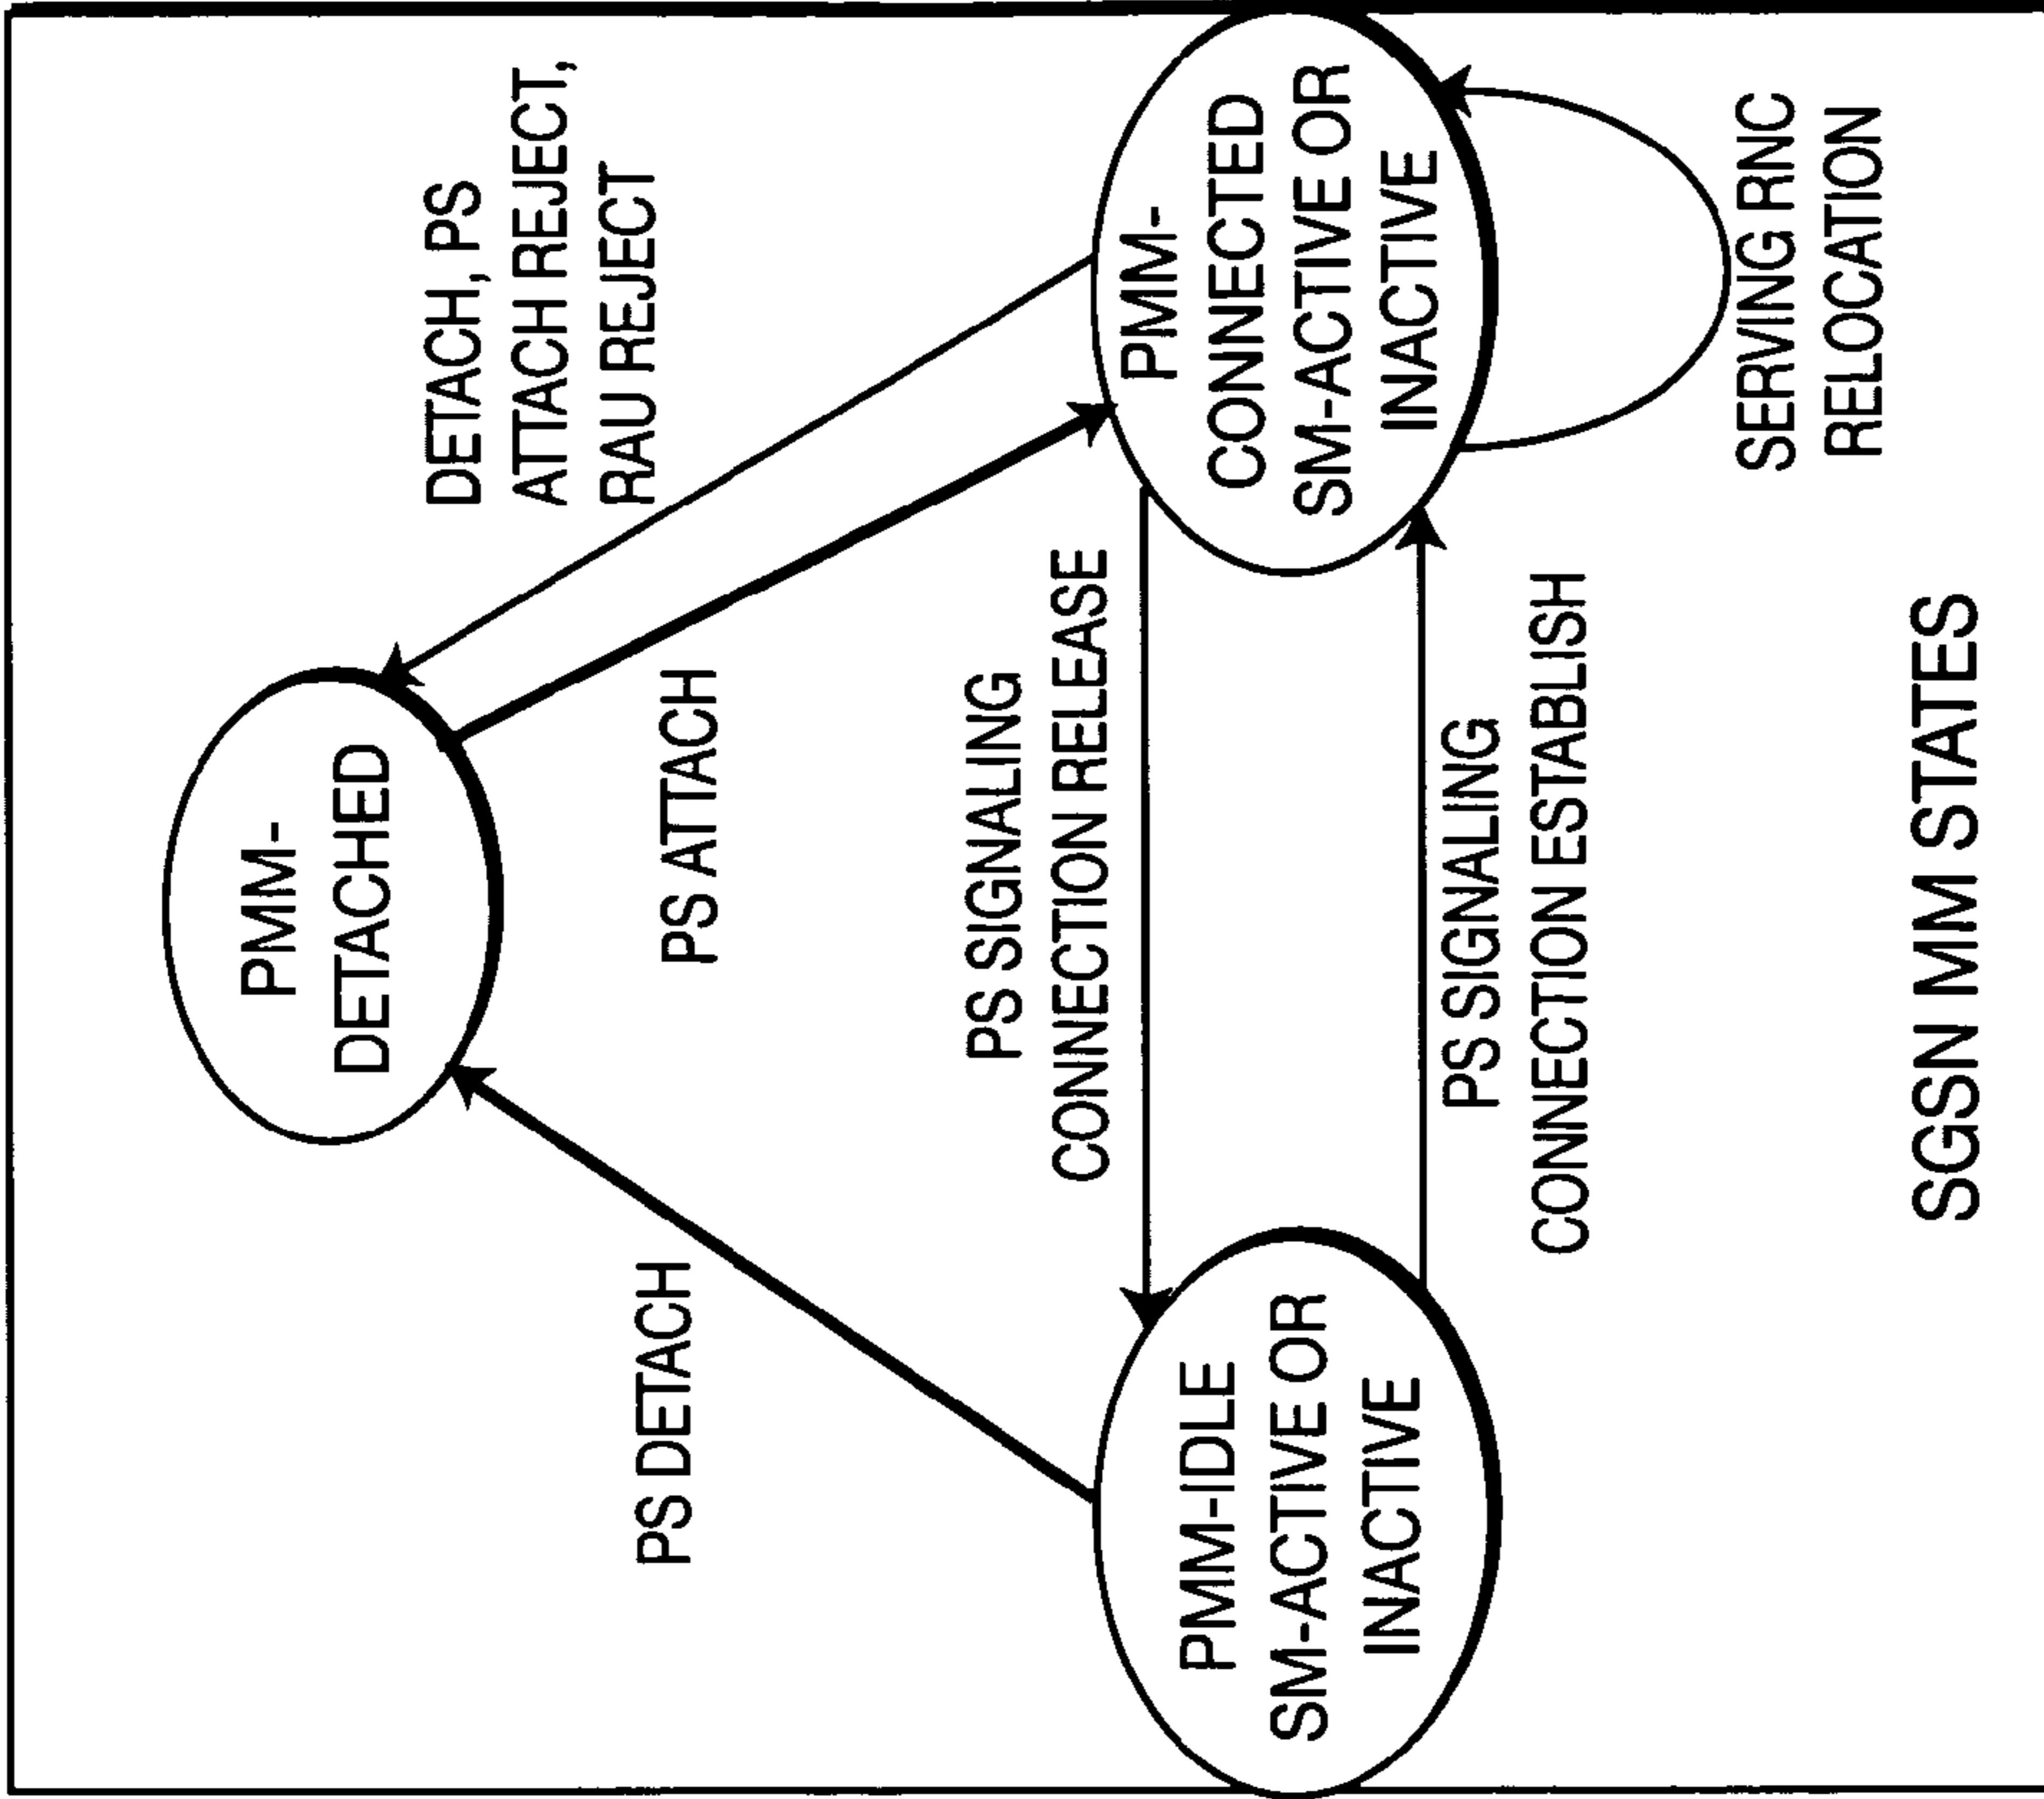 PMM-
DETACHED
DETACH, PS
ATTACH REJECT,
RAU REJECT
PS DETACH
PS ATTACH
PS SIGNALING
CONNECTION RELEASE
PMM-IDLE
SM-ACTIVE OR
INACTIVE
PMM-
CONNECTED
SM-ACTIVE OR
INACTIVE
PS SIGNALING
CONNECTION ESTABLISH
SERVING RNC
RELOCATION
SGSN MM STATES